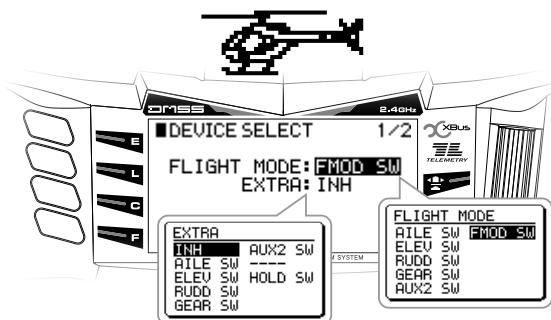 DMSS 2.4GHz
E
L
C
F
XBus
TELEMETRY
■DEVICE SELECT 1/2
FLIGHT MODE:FMOD SW
EXTRA:INH
EXTRA
INH AUX2 SW
AILE SW ----
ELEV SW HOLD SW
RUDD SW
GEAR SW
M SYSTEM
FLIGHT MODE
AILE SW FMOD SW
ELEV SW
RUDD SW
GEAR SW
AUX2 SW